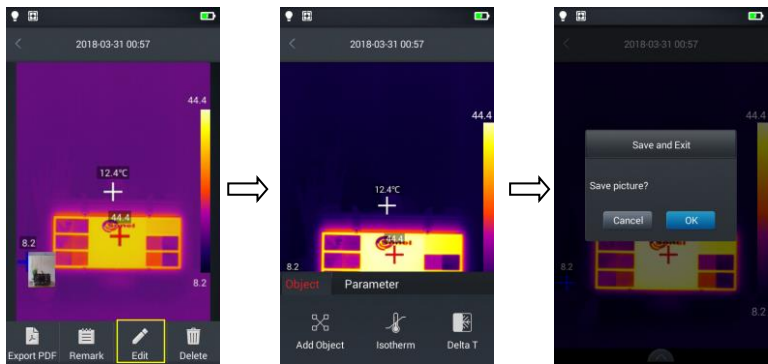 2018-03-31 00:57
44.4
12.4°C
44.4
8.2
8.2
Export PDF
Remark
Edit
Delete
2018-03-31 00:57
44.4
12.4°C
44.4
8.2
Object
Parameter
Add Object
Isotherm
Delta T
2018-03-31 00:57
44.4
Save and Exit
Save picture?
Cancel
OK
8.2
8.2